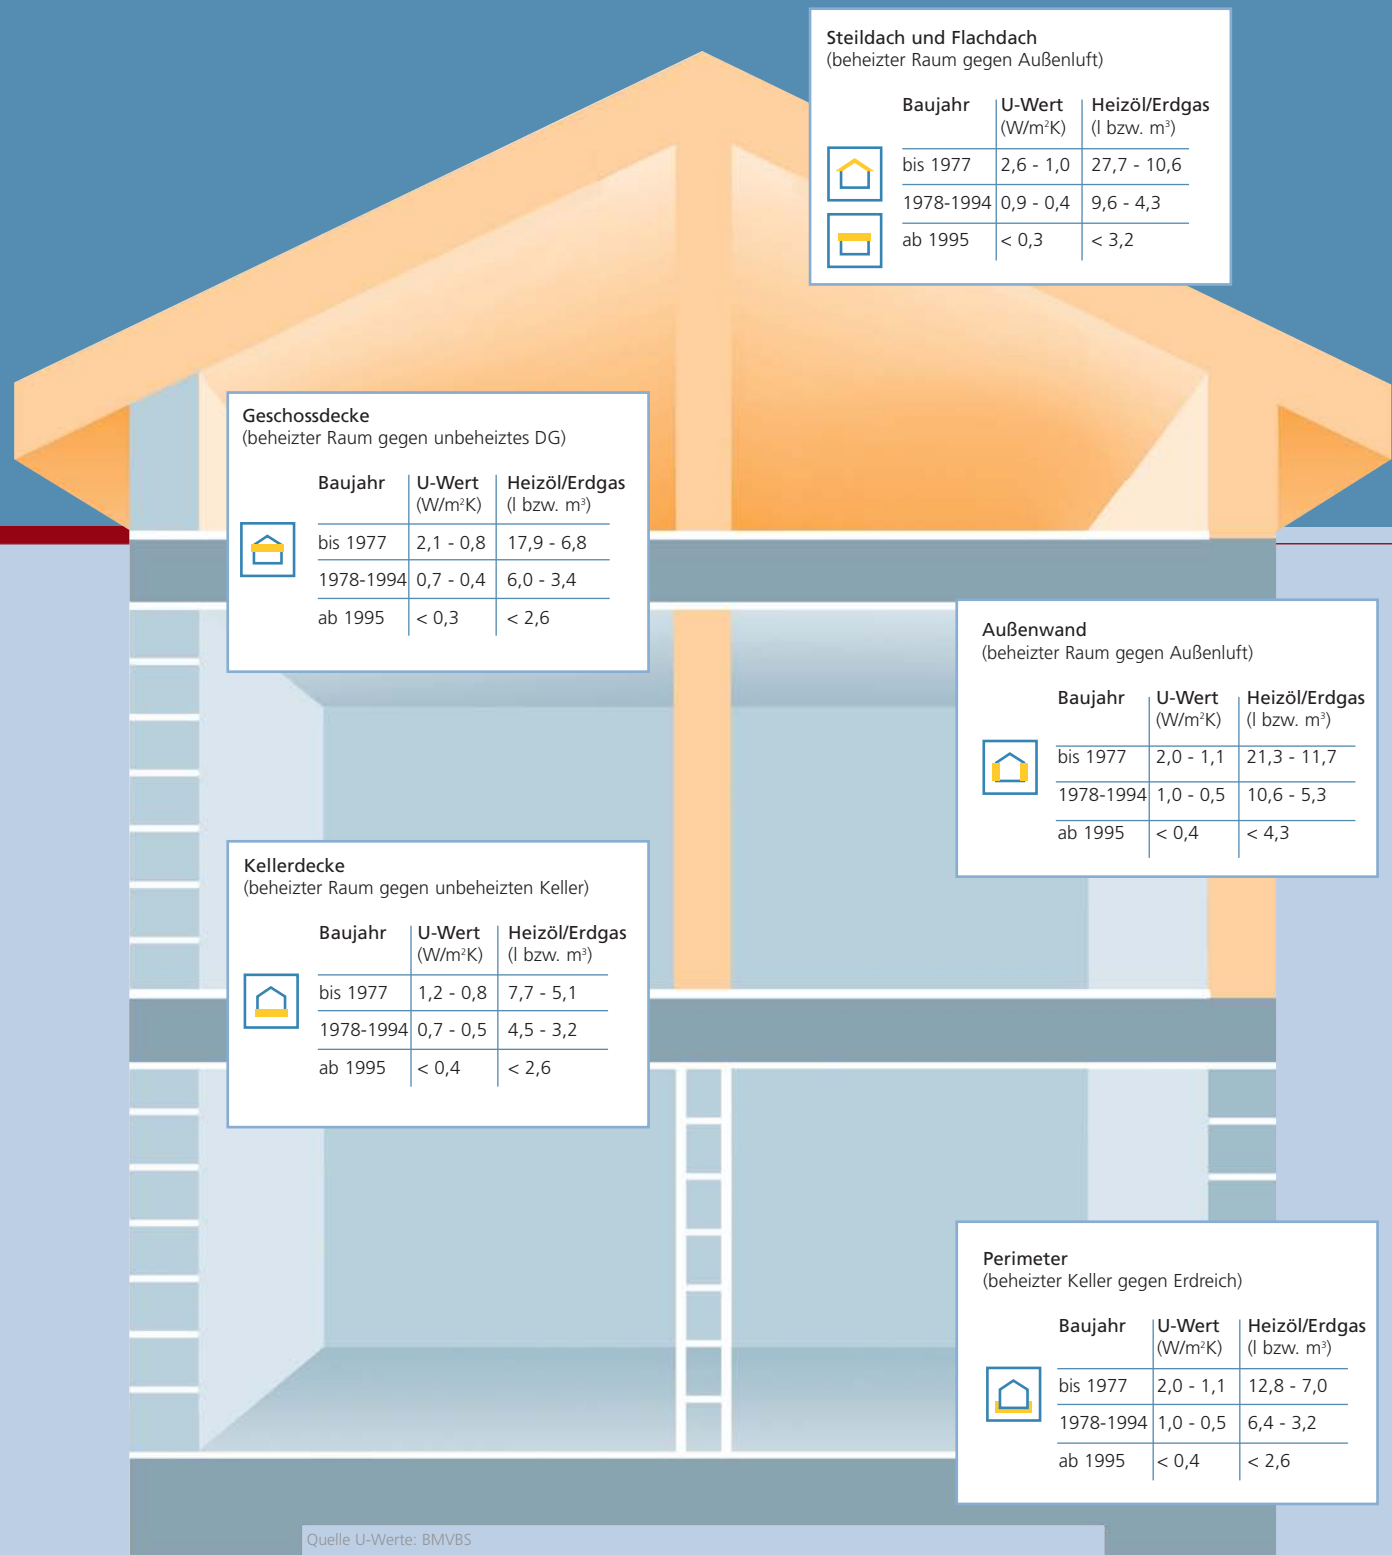 Steildach und Flachdach
(beheizter Raum gegen Außenluft)
Baujahr U-Wert Heizöl/Erdgas
(W/m²K) (l bzw. m³)
bis 1977 2,6 - 1,0 27,7 - 10,6
1978-1994 0,9 - 0,4 9,6 - 4,3
ab 1995 < 0,3 < 3,2
Geschossdecke
(beheizter Raum gegen unbeheiztes DG)
Baujahr U-Wert Heizöl/Erdgas
(W/m²K) (l bzw. m³)
bis 1977 2,1 - 0,8 17,9 - 6,8
1978-1994 0,7 - 0,4 6,0 - 3,4
ab 1995 < 0,3 < 2,6
Außenwand
(beheizter Raum gegen Außenluft)
Baujahr U-Wert Heizöl/Erdgas
(W/m²K) (l bzw. m³)
bis 1977 2,0 - 1,1 21,3 - 11,7
1978-1994 1,0 - 0,5 10,6 - 5,3
ab 1995 < 0,4 < 4,3
Kellerdecke
(beheizter Raum gegen unbeheizten Keller)
Baujahr U-Wert Heizöl/Erdgas
(W/m²K) (l bzw. m³)
bis 1977 1,2 - 0,8 7,7 - 5,1
1978-1994 0,7 - 0,5 4,5 - 3,2
ab 1995 < 0,4 < 2,6
Perimeter
(beheizter Keller gegen Erdreich)
Baujahr U-Wert Heizöl/Erdgas
(W/m²K) (l bzw. m³)
bis 1977 2,0 - 1,1 12,8 - 7,0
1978-1994 1,0 - 0,5 6,4 - 3,2
ab 1995 < 0,4 < 2,6
Quelle U-Werte: BMVBS